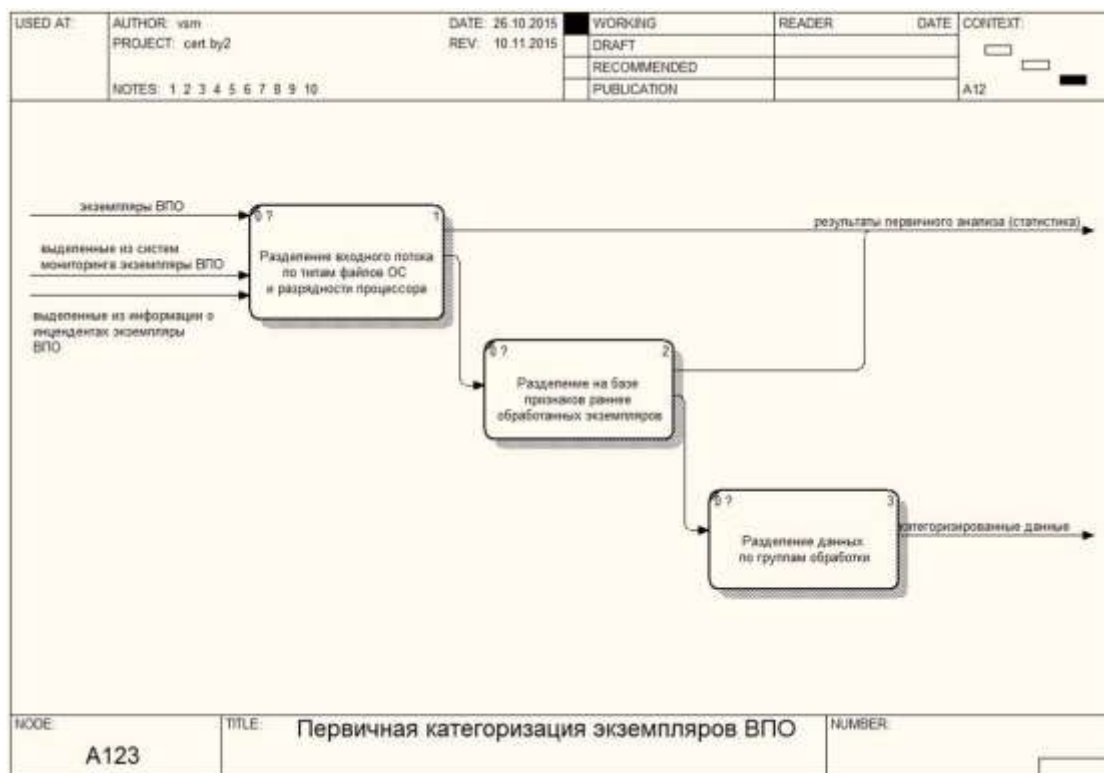 USED AT:
AUTHOR: vsm
DATE: 26.10.2015
WORKING
READER
DATE
CONTEXT:
PROJECT: cert.by2
REV: 10.11.2015
DRAFT
RECOMMENDED
NOTES: 1 2 3 4 5 6 7 8 9 10
PUBLICATION
A12
экземпляры ВПО
выделенные из систем
мониторинга экземпляры ВПО
выделенные из информации о
инцендентах экземпляры
ВПО
0 ?
1
Разделение входного потока
по типам файлов ОС
и разрядности процессора
результаты первичного анализа (статистика)
0 ?
2
Разделение на базе
признаков раннее
обработанных экземпляров
0 ?
3
Разделение данных
по группам обработки
категоризированные данные
NODE:
A123
TITLE:
Первичная категоризация экземпляров ВПО
NUMBER: